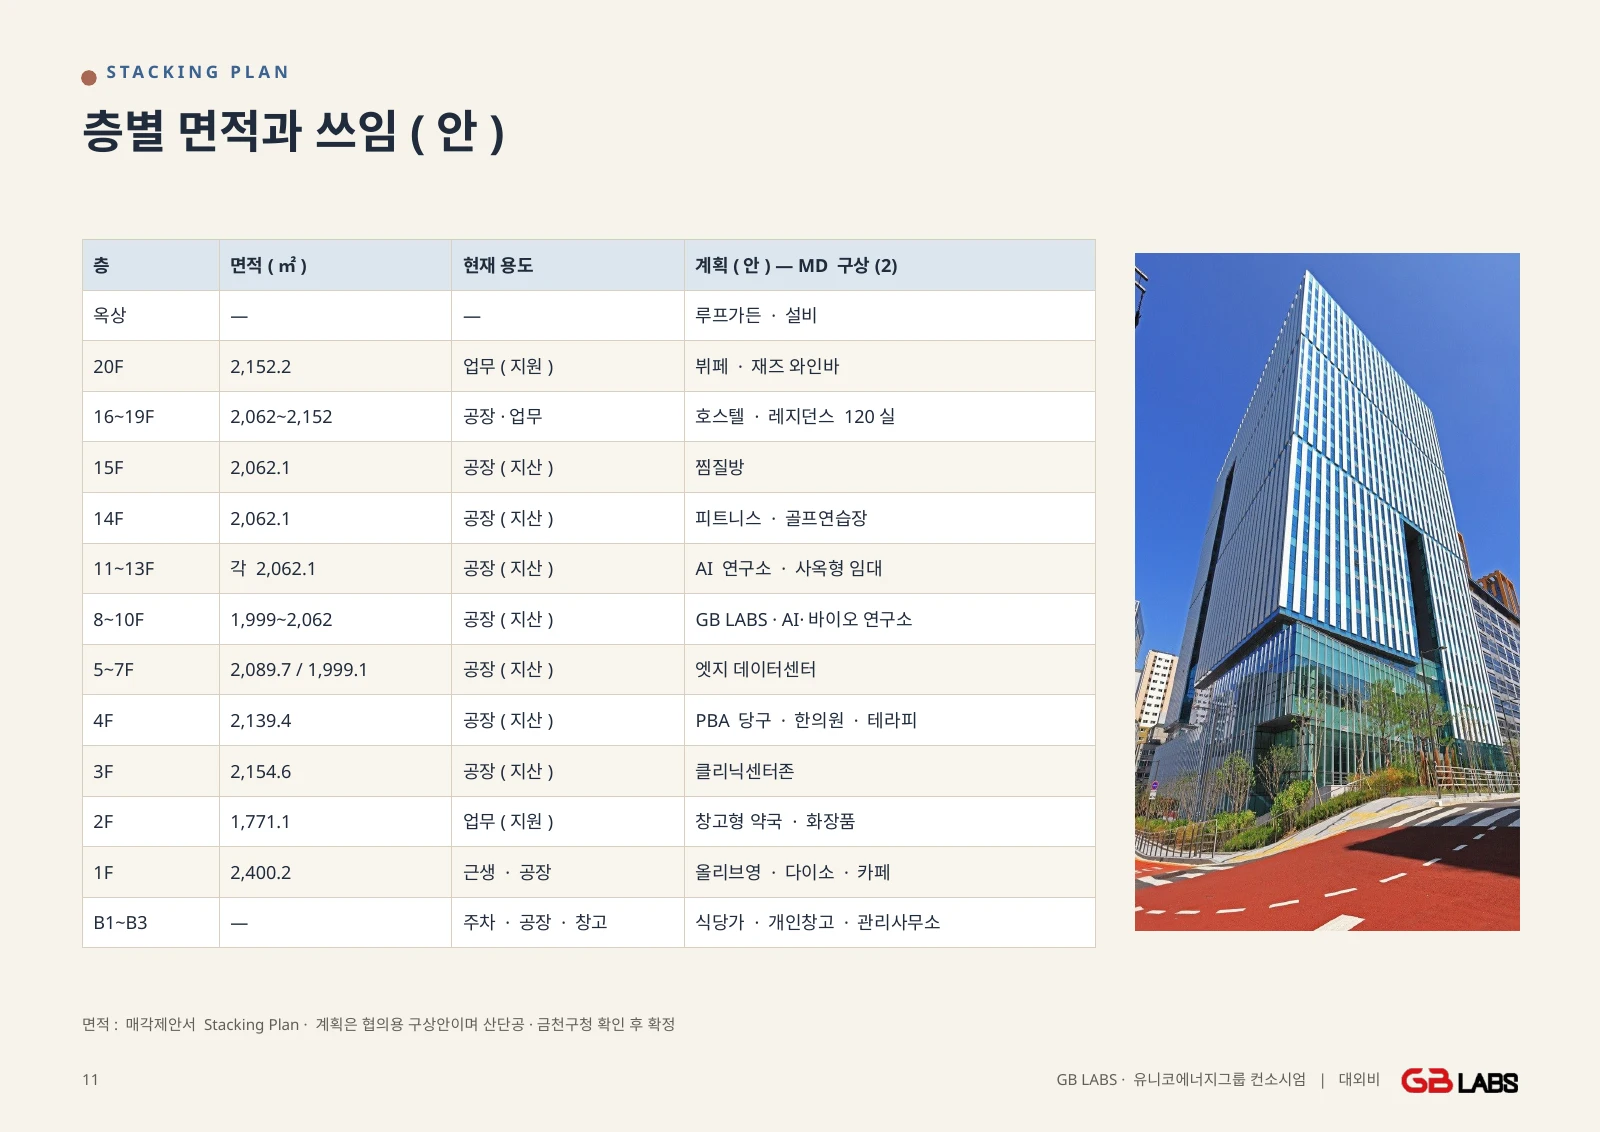 STACKING PLAN
층별 면적과 쓰임 ( 안 )
층 면적 ( ㎡ ) 현재 용도 계획 ( 안 ) — MD 구상 (2)
옥상 — — 루프가든 · 설비
20F 2,152.2 업무 ( 지원 ) 뷔페 · 재즈 와인바
16~19F 2,062~2,152 공장 · 업무 호스텔 · 레지던스 120 실
15F 2,062.1 공장 ( 지산 ) 찜질방
14F 2,062.1 공장 ( 지산 ) 피트니스 · 골프연습장
11~13F 각 2,062.1 공장 ( 지산 ) AI 연구소 · 사옥형 임대
8~10F 1,999~2,062 공장 ( 지산 ) GB LABS · AI· 바이오 연구소
5~7F 2,089.7 / 1,999.1 공장 ( 지산 ) 엣지 데이터센터
4F 2,139.4 공장 ( 지산 ) PBA 당구 · 한의원 · 테라피
3F 2,154.6 공장 ( 지산 ) 클리닉센터존
2F 1,771.1 업무 ( 지원 ) 창고형 약국 · 화장품
1F 2,400.2 근생 · 공장 올리브영 · 다이소 · 카페
B1~B3 — 주차 · 공장 · 창고 식당가 · 개인창고 · 관리사무소
면적 : 매각제안서 Stacking Plan · 계획은 협의용 구상안이며 산단공 · 금천구청 확인 후 확정
11 GB LABS · 유니코에너지그룹 컨소시엄 | 대외비 GB LABS